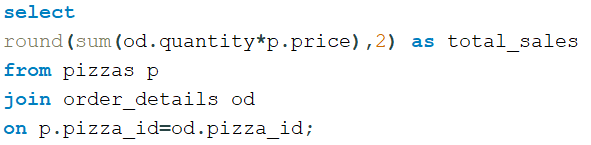 select
round(sum(od.quantity*p.price),2) as total_sales
from pizzas p
join order_details od
on p.pizza_id=od.pizza_id;